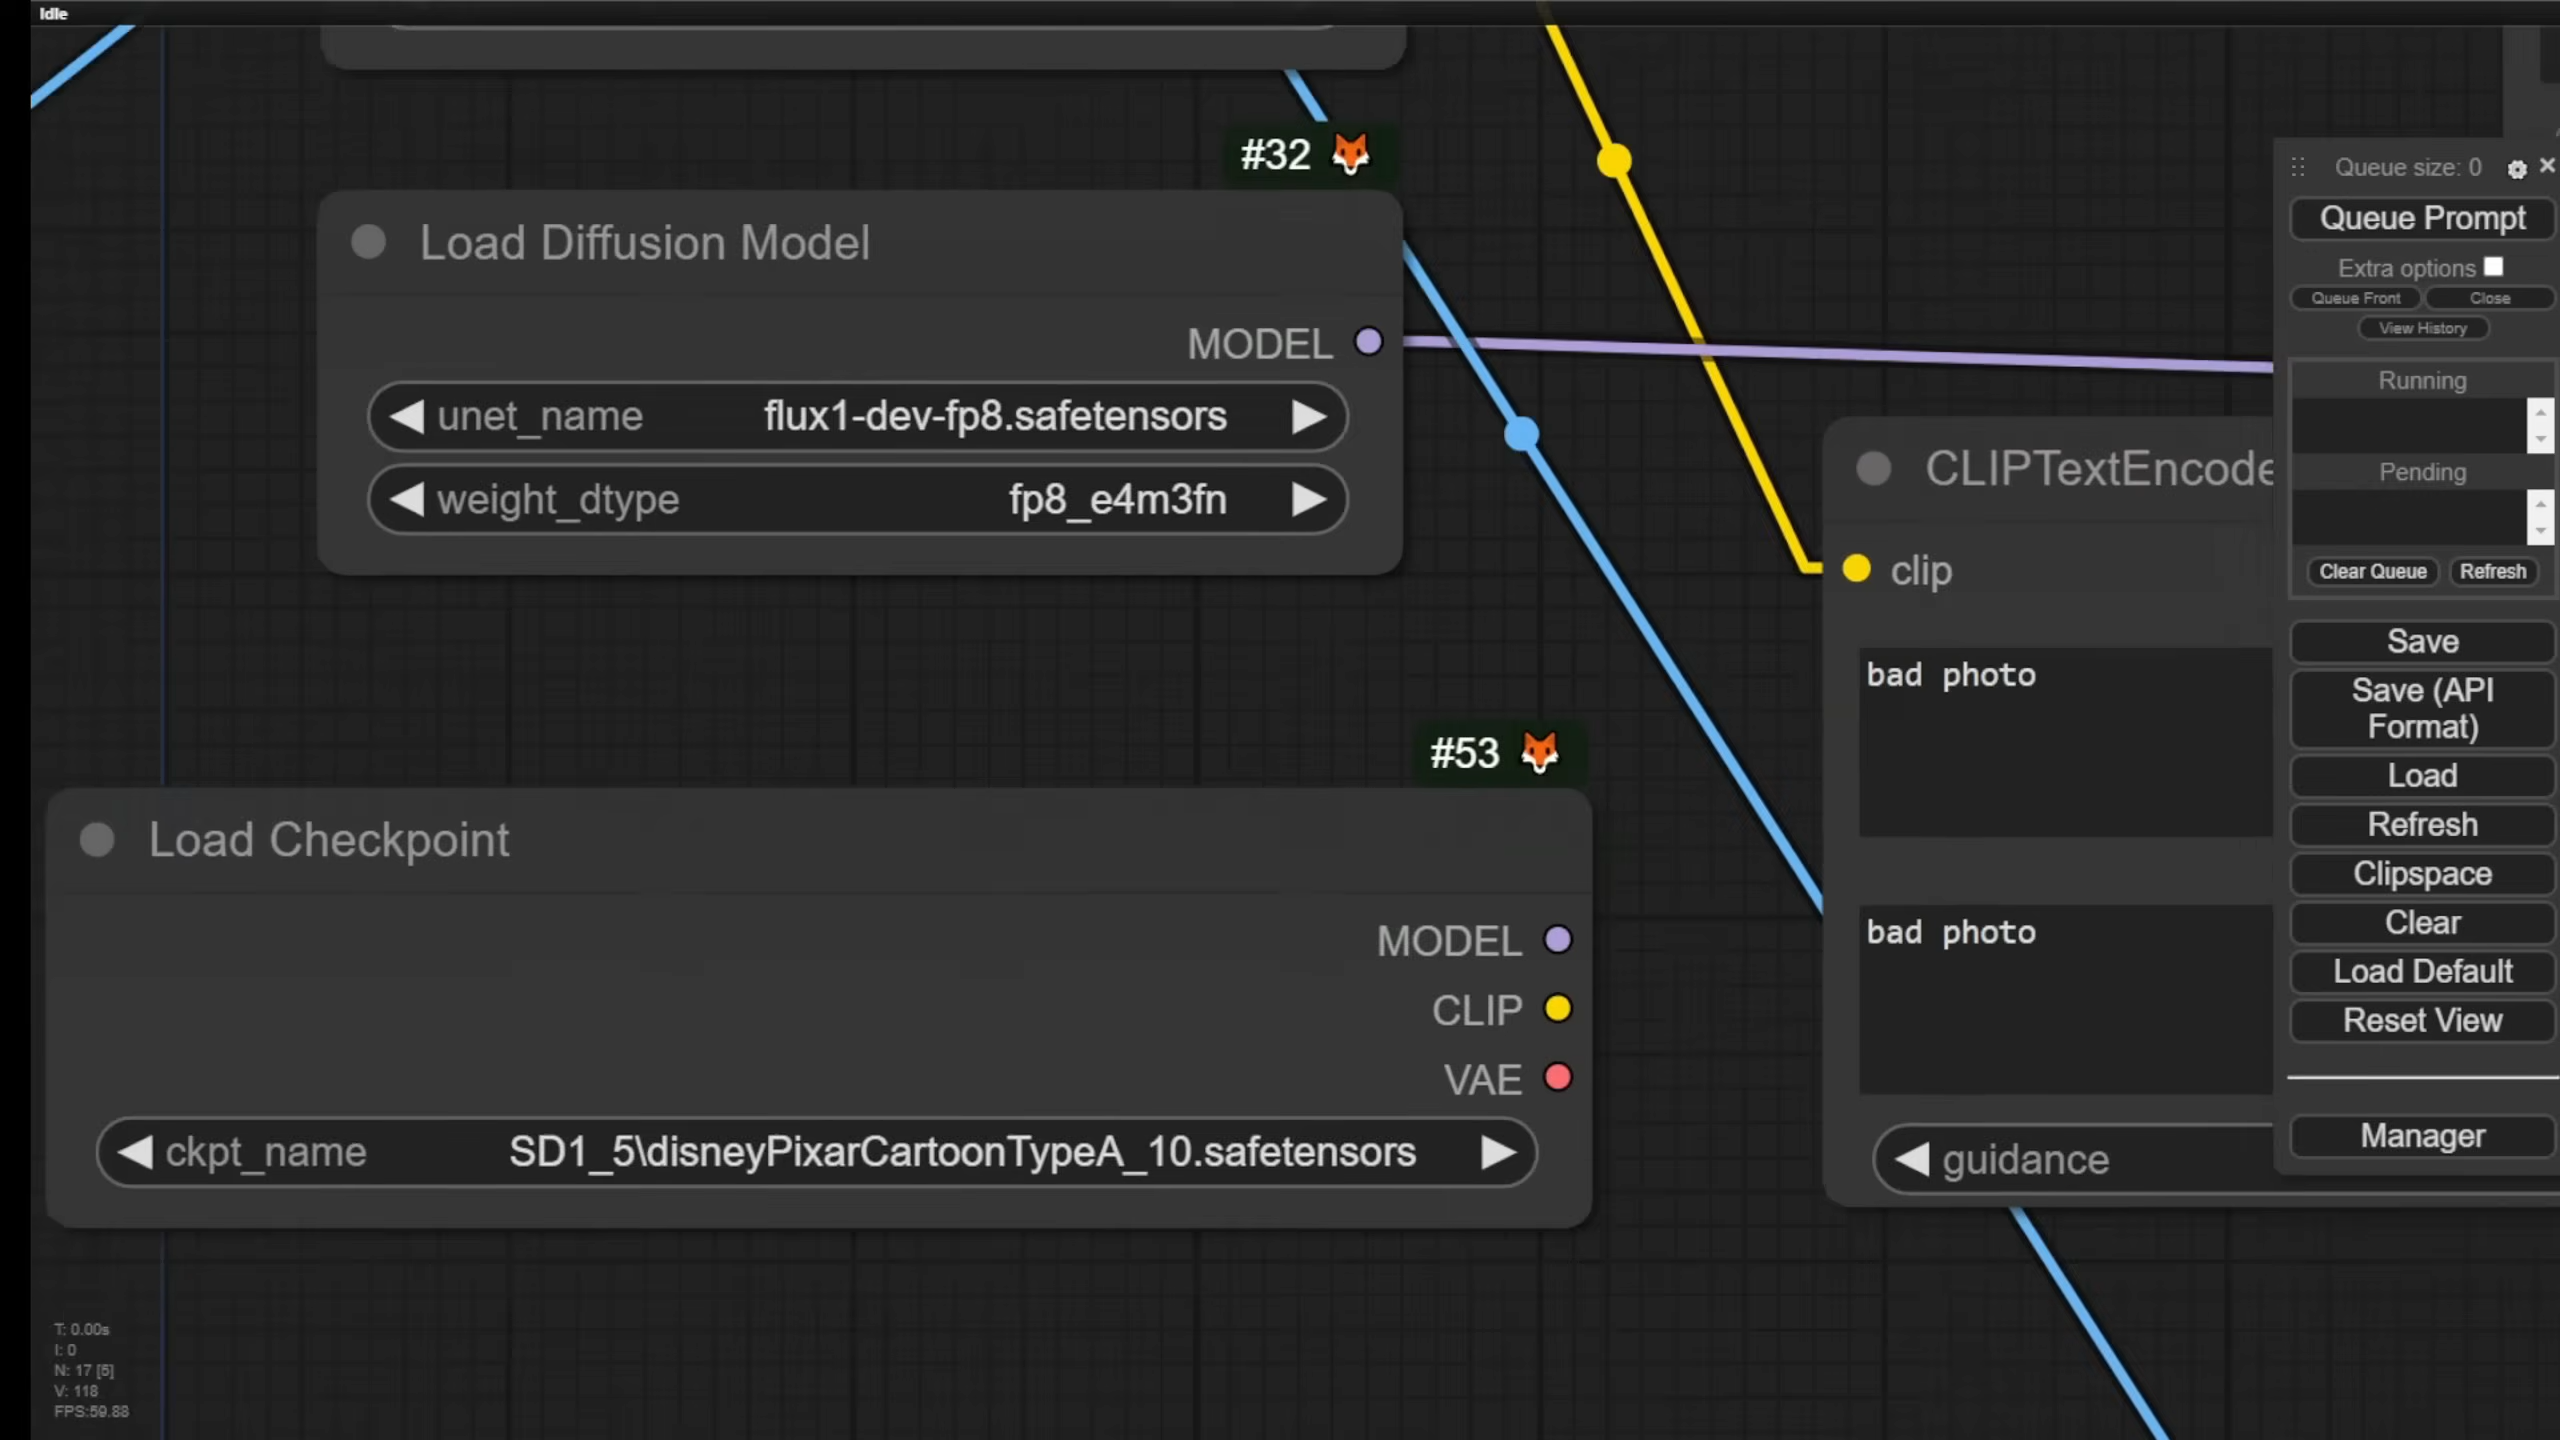 Idle
#32
Load Diffusion Model
MODEL
unet_name flux1-dev-fp8.safetensors
weight_dtype fp8_e4m3fn
#53
Load Checkpoint
MODEL
CLIP
VAE
ckpt_name SD1_5\disneyPixarCartoonTypeA_10.safetensors
CLIPTextEncode
clip
bad photo
bad photo
guidance
Queue size: 0
Queue Prompt
Extra options
Queue Front Close
View History
Running
Pending
Clear Queue Refresh
Save
Save (API
Format)
Load
Refresh
Clipspace
Clear
Load Default
Reset View
Manager
T: 0.00s
I: 0
N: 17 [5]
V: 118
FPS:59.88